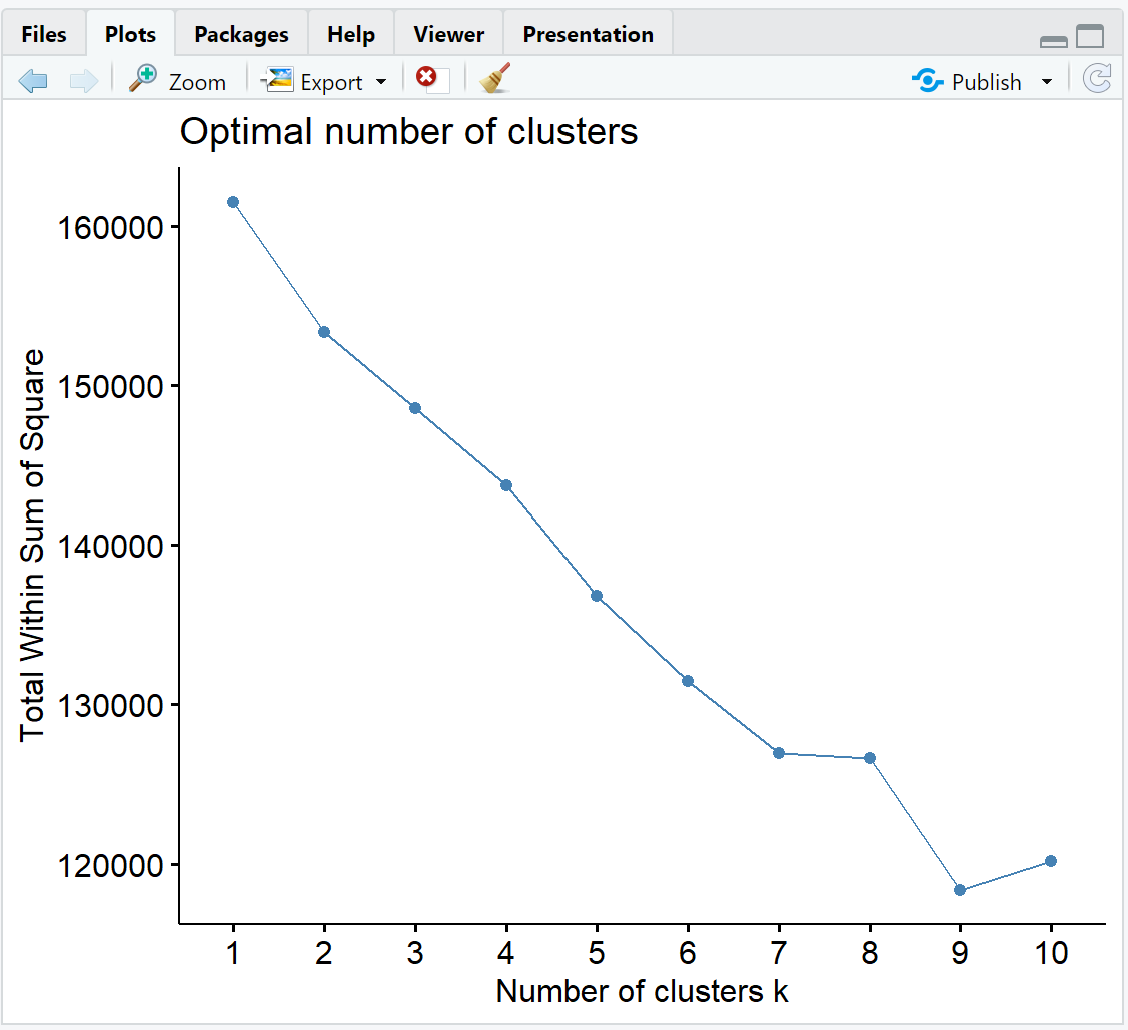 Files Plots Packages Help Viewer Presentation
Zoom Export Publish
Optimal number of clusters
160000
150000
140000
130000
120000
Total Within Sum of Square
1 2 3 4 5 6 7 8 9 10
Number of clusters k